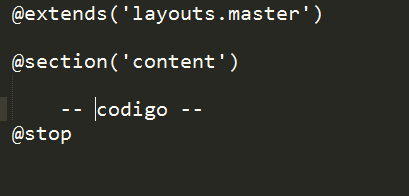 @extends('layouts.master')
@section('content')
-- codigo --
@stop